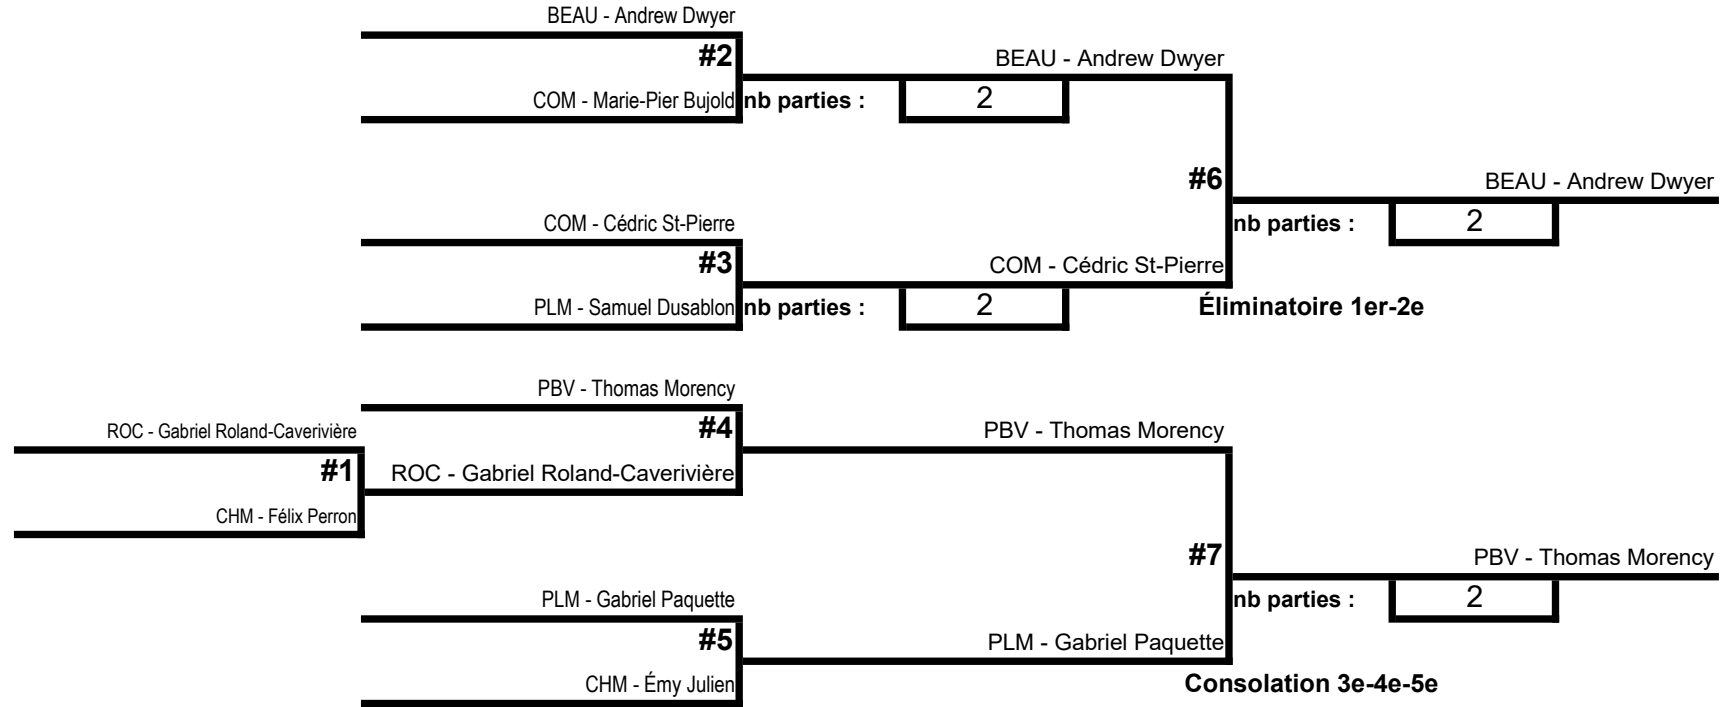 BEAU - Andrew Dwyer
#2
BEAU - Andrew Dwyer
COM - Marie-Pier Bujold
nb parties :
2
#6
BEAU - Andrew Dwyer
COM - Cédric St-Pierre
nb parties :
2
#3
COM - Cédric St-Pierre
PLM - Samuel Dusablon
nb parties :
2
Éliminatoire 1er-2e
PBV - Thomas Morency
ROC - Gabriel Roland-Caverivière
#4
PBV - Thomas Morency
#1
ROC - Gabriel Roland-Caverivière
CHM - Félix Perron
#7
PBV - Thomas Morency
PLM - Gabriel Paquette
nb parties :
2
#5
PLM - Gabriel Paquette
CHM - Émy Julien
Consolation 3e-4e-5e